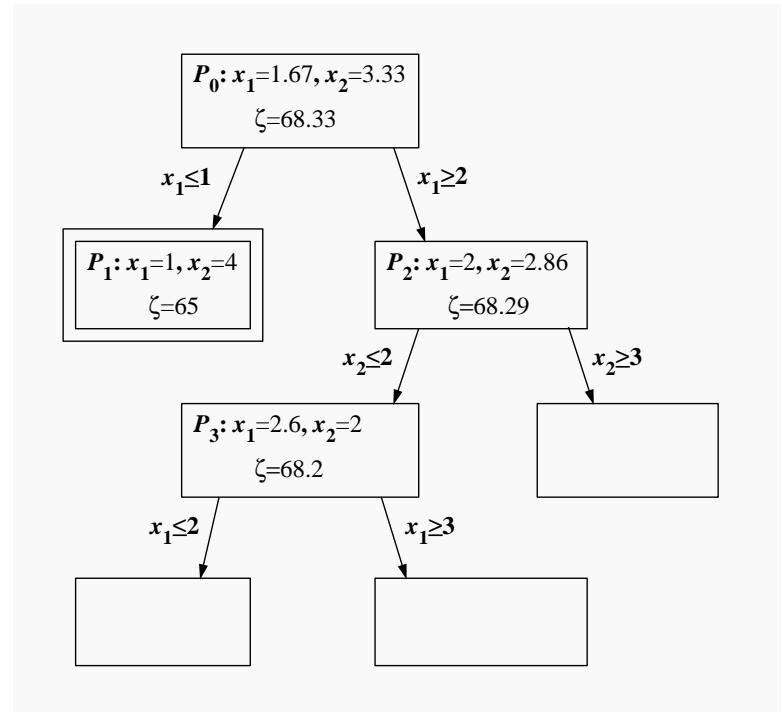 P0: x1=1.67, x2=3.33
ζ=68.33
x1≤1
x1≥2
P1: x1=1, x2=4
ζ=65
P2: x1=2, x2=2.86
ζ=68.29
x2≤2
x2≥3
P3: x1=2.6, x2=2
ζ=68.2
x1≤2
x1≥3